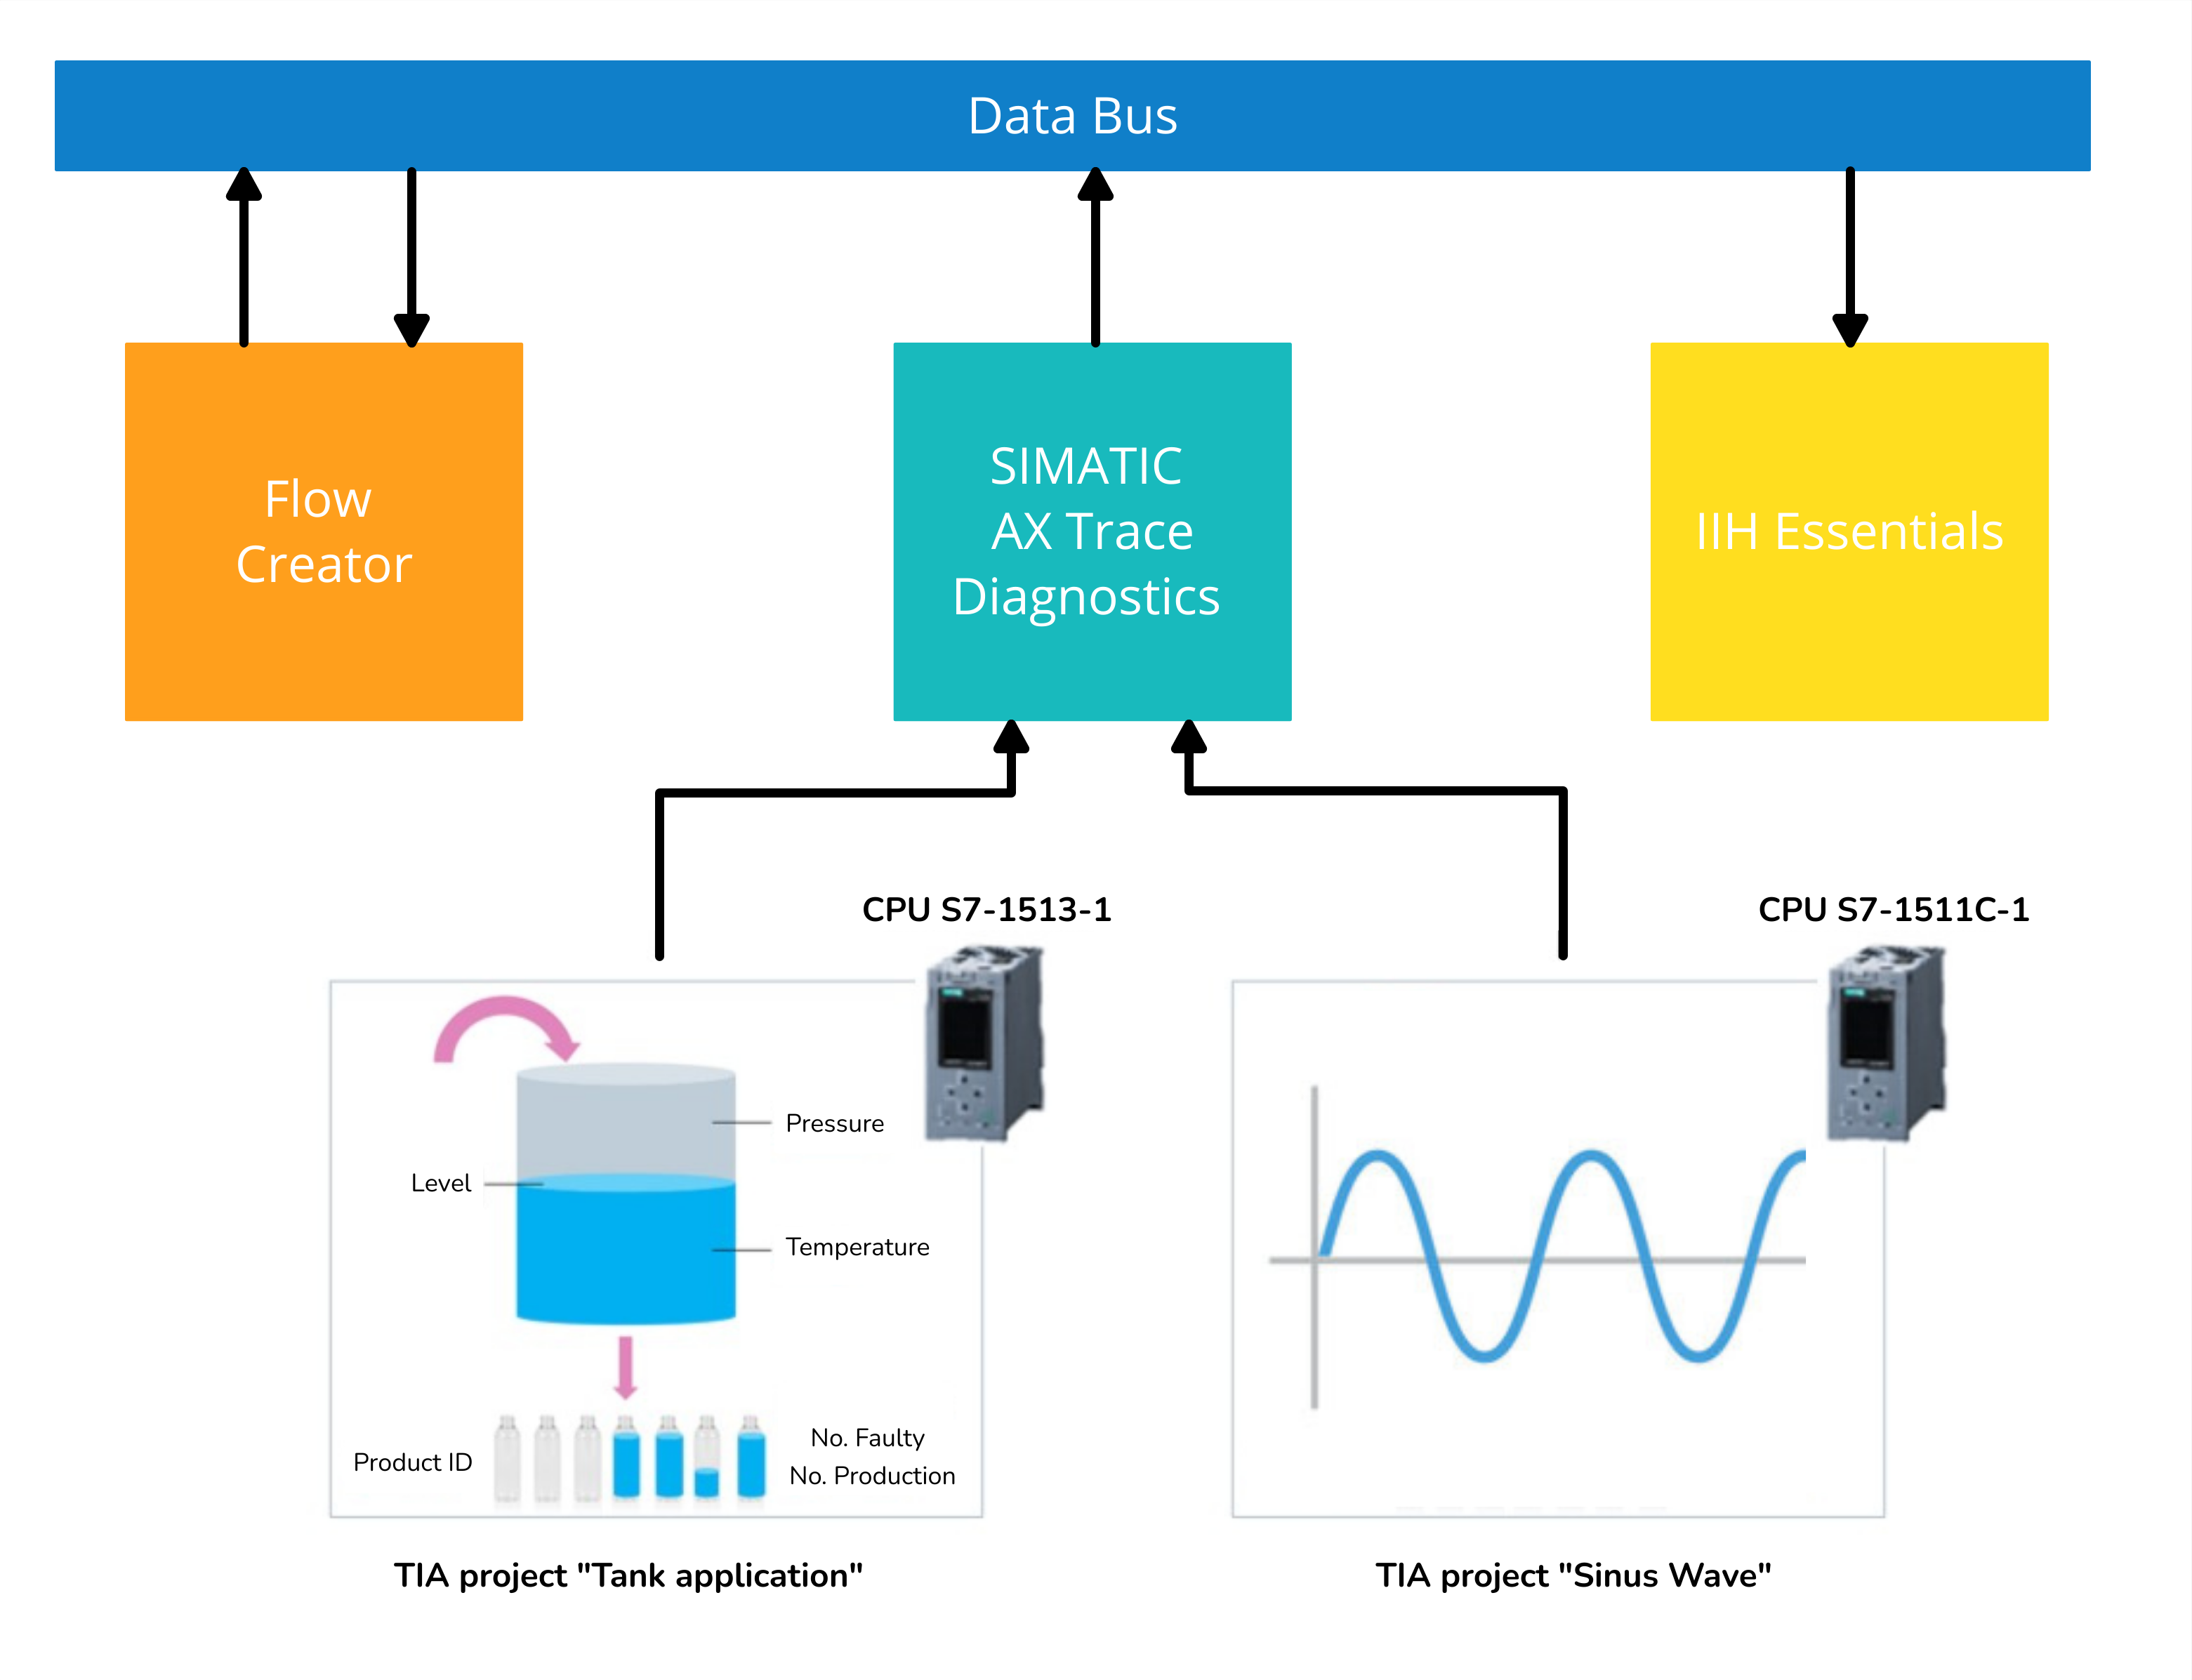 Data Bus
Flow
Creator
SIMATIC
AX Trace
Diagnostics
IIH Essentials
CPU S7-1513-1
CPU S7-1511C-1
Pressure
Level
Temperature
Product ID
No. Faulty
No. Production
TIA project "Tank application"
TIA project "Sinus Wave"